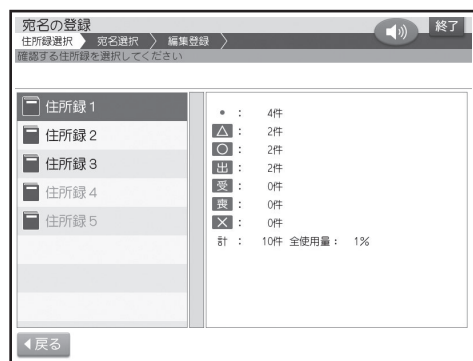 宛名の登録
終了
住所録選択 宛名選択 編集登録
確認する住所録を選択してください
住所録 1
住所録 2
住所録 3
住所録 4
住所録 5
• : 4件
△ : 2件
○ : 2件
出 : 2件
受 : 0件
喪 : 0件
× : 0件
計 : 10件 全使用量 : 1%
戻る